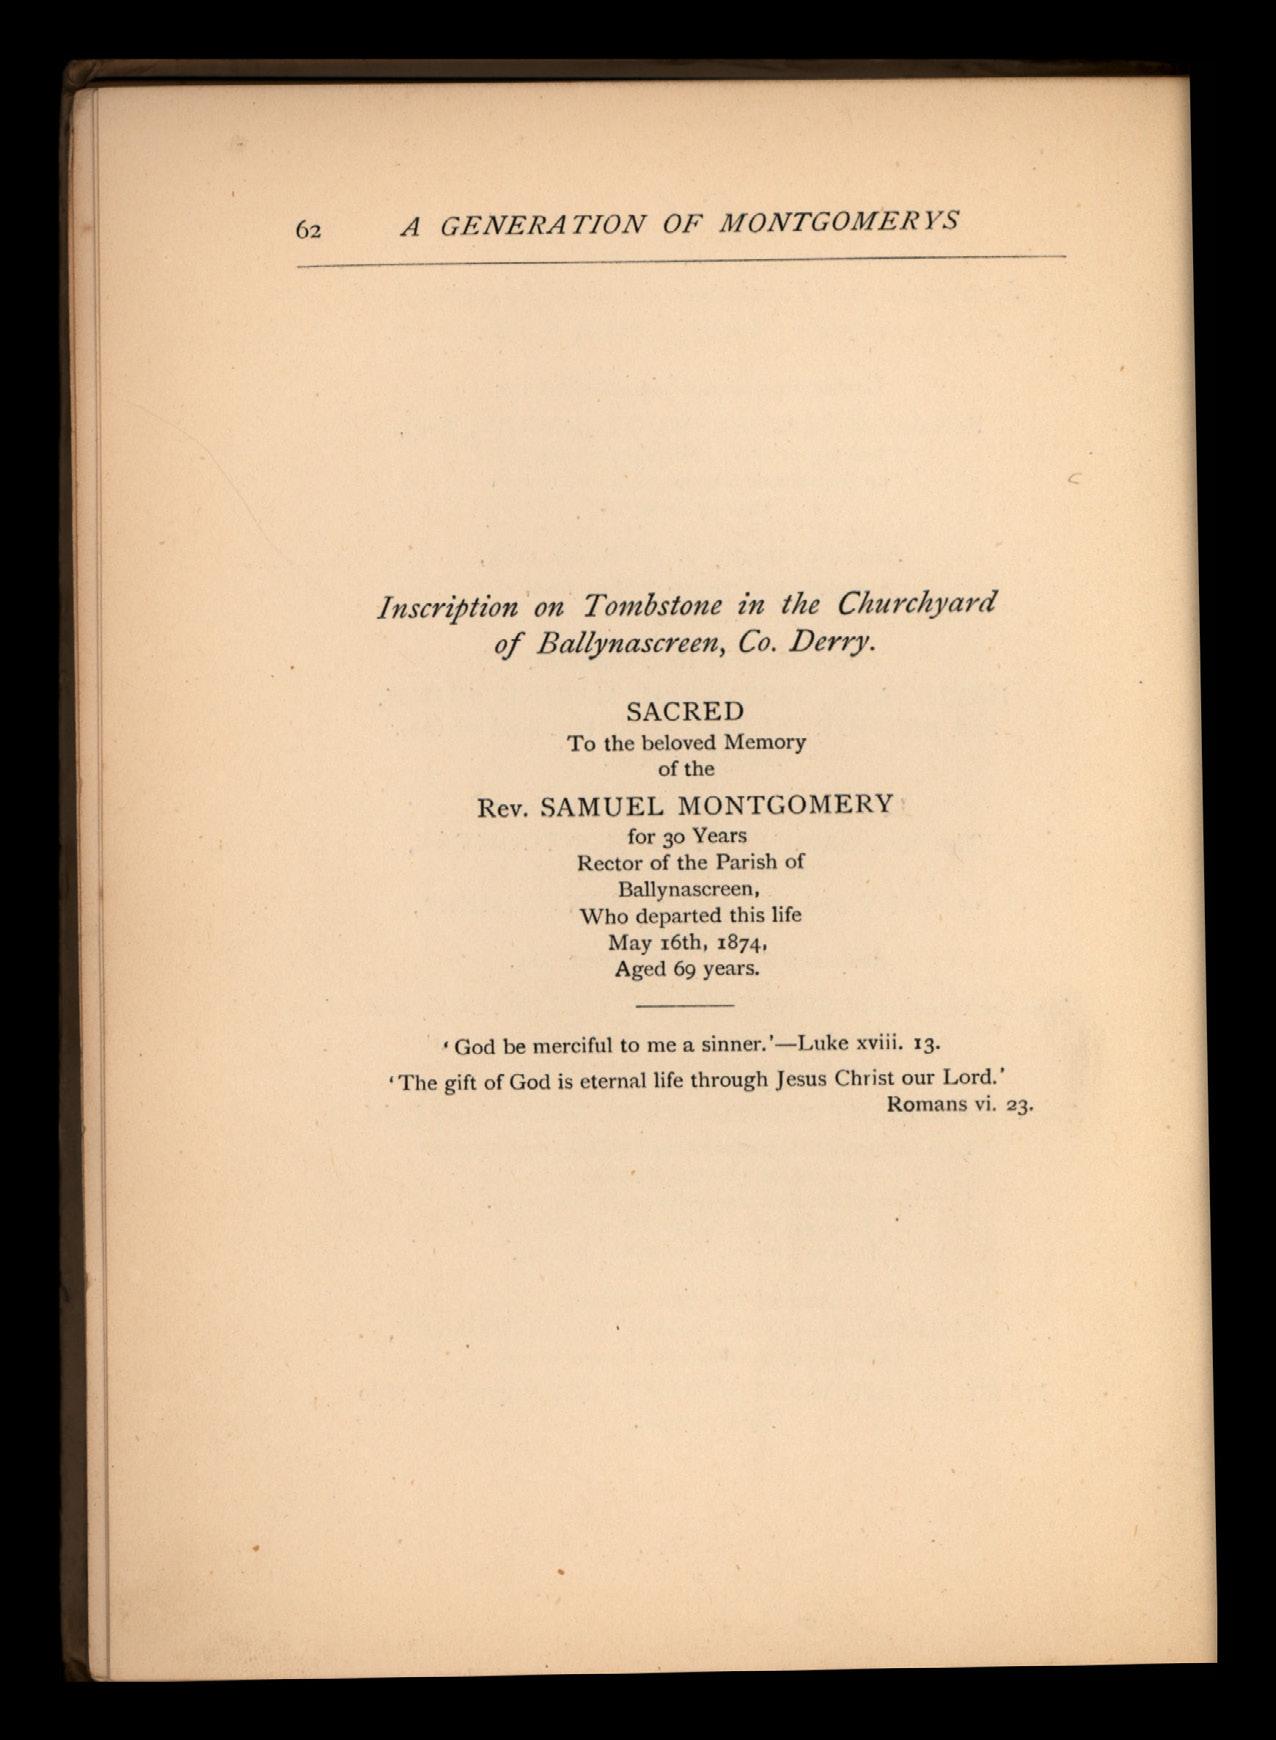 62 A GENERATION OF MONTGOMERYS
Inscription on Tombstone in the Churchyard
of Ballynascreen, Co. Derry.
SACRED
To the beloved Memory
of the
Rev. SAMUEL MONTGOMERY
for 30 Years
Rector of the Parish of
Ballynascreen,
Who departed this life
May 16th, 1874,
Aged 69 years.
‘God be merciful to me a sinner.’—Luke xviii. 13.
‘The gift of God is eternal life through Jesus Christ our Lord.’
Romans vi. 23.